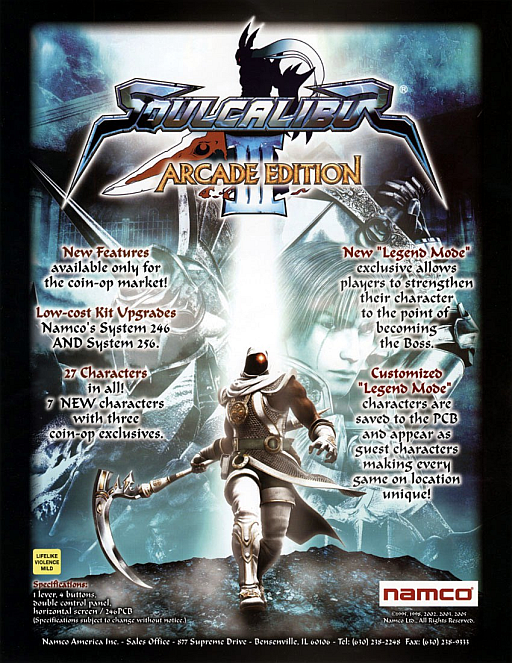 SOULCALIBUR®
III
ARCADE EDITION
New Features
available only for
the coin-op market!
Low-cost Kit Upgrades
Namco's System 246
AND System 256.
27 Characters
in all!
7 NEW characters
with three
coin-op exclusives.
New "Legend Mode"
exclusive allows
players to strengthen
their character
to the point of
becoming
the Boss.
Customized
"Legend Mode"
characters are
saved to the PCB
and appear as
guest characters
making every
game on location
unique!
LIFELIKE
VIOLENCE
MILD
Specifications:
1 lever, 4 buttons,
double control panel,
horizontal screen / 246PCB
(Specifications subject to change without notice.)
namco®
Namco Ltd., All Rights Reserved.
Namco America Inc. - Sales Office - 877 Supreme Drive - Bensenville, IL 60106 - Tel: (630) 238-2248 Fax: (630) 238-9333